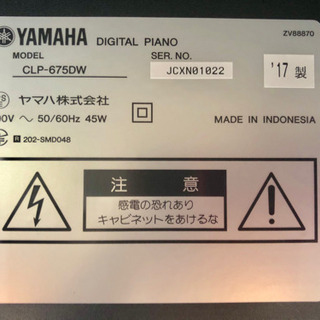 YAMAHA DIGITAL PIANO
ZV88870
MODEL
CLP-675DW
SER. NO.
JCXN01022
'17 製
ヤマハ株式会社
00V ～ 50/60Hz 45W
MADE IN INDONESIA
R 202-SMD048
注 意
感電の恐れあり
キャビネットをあけるな